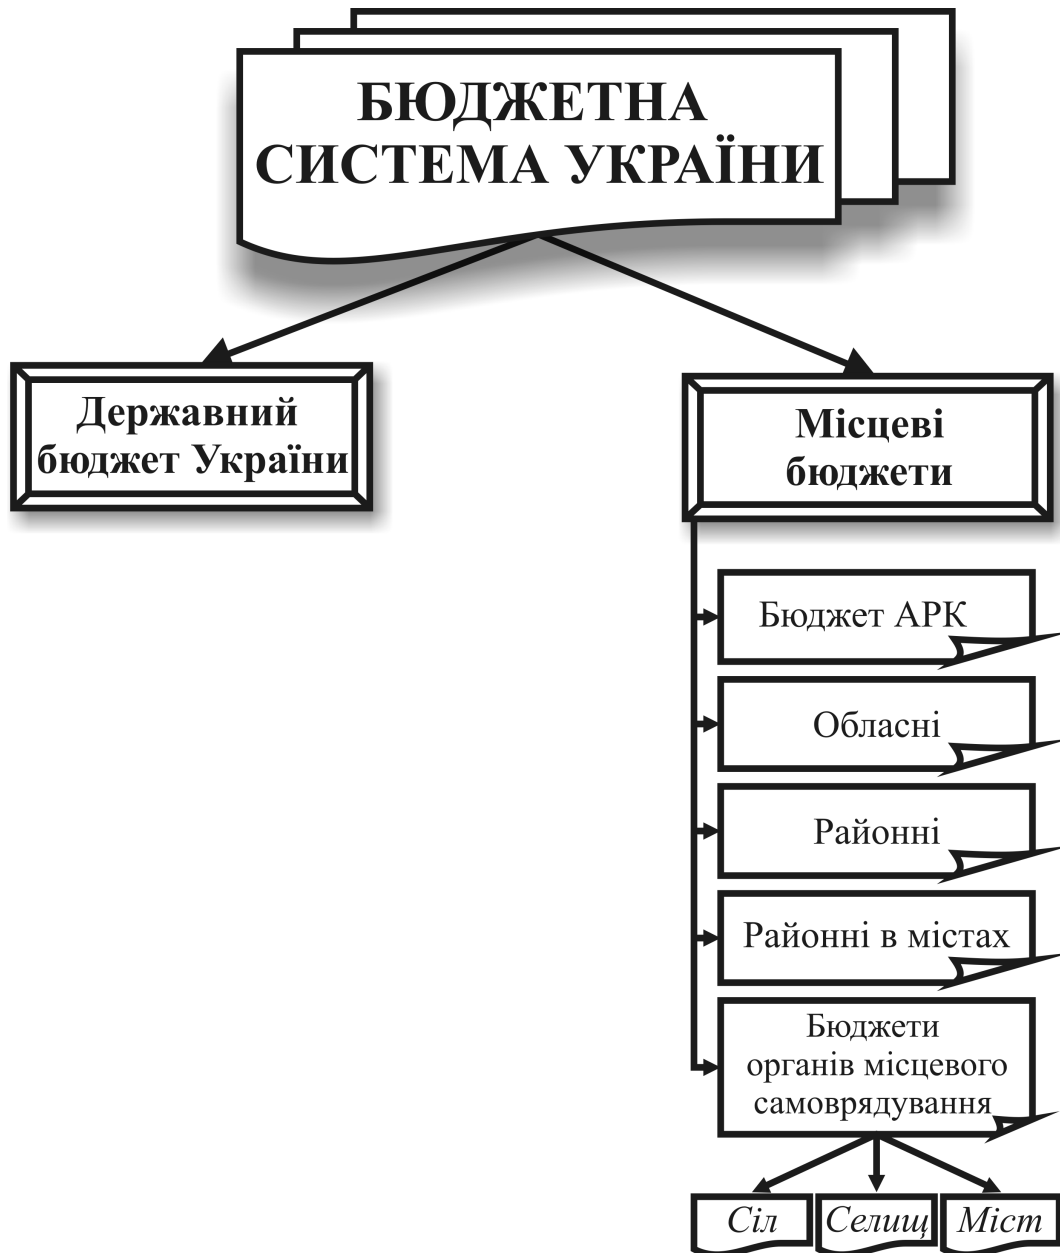 БЮДЖЕТНА
СИСТЕМА УКРАЇНИ
Державний
бюджет України
Місцеві
бюджети
Бюджет АРК
Обласні
Районні
Районні в містах
Бюджети
органів місцевого
самоврядування
Сіл
Селищ
Міст